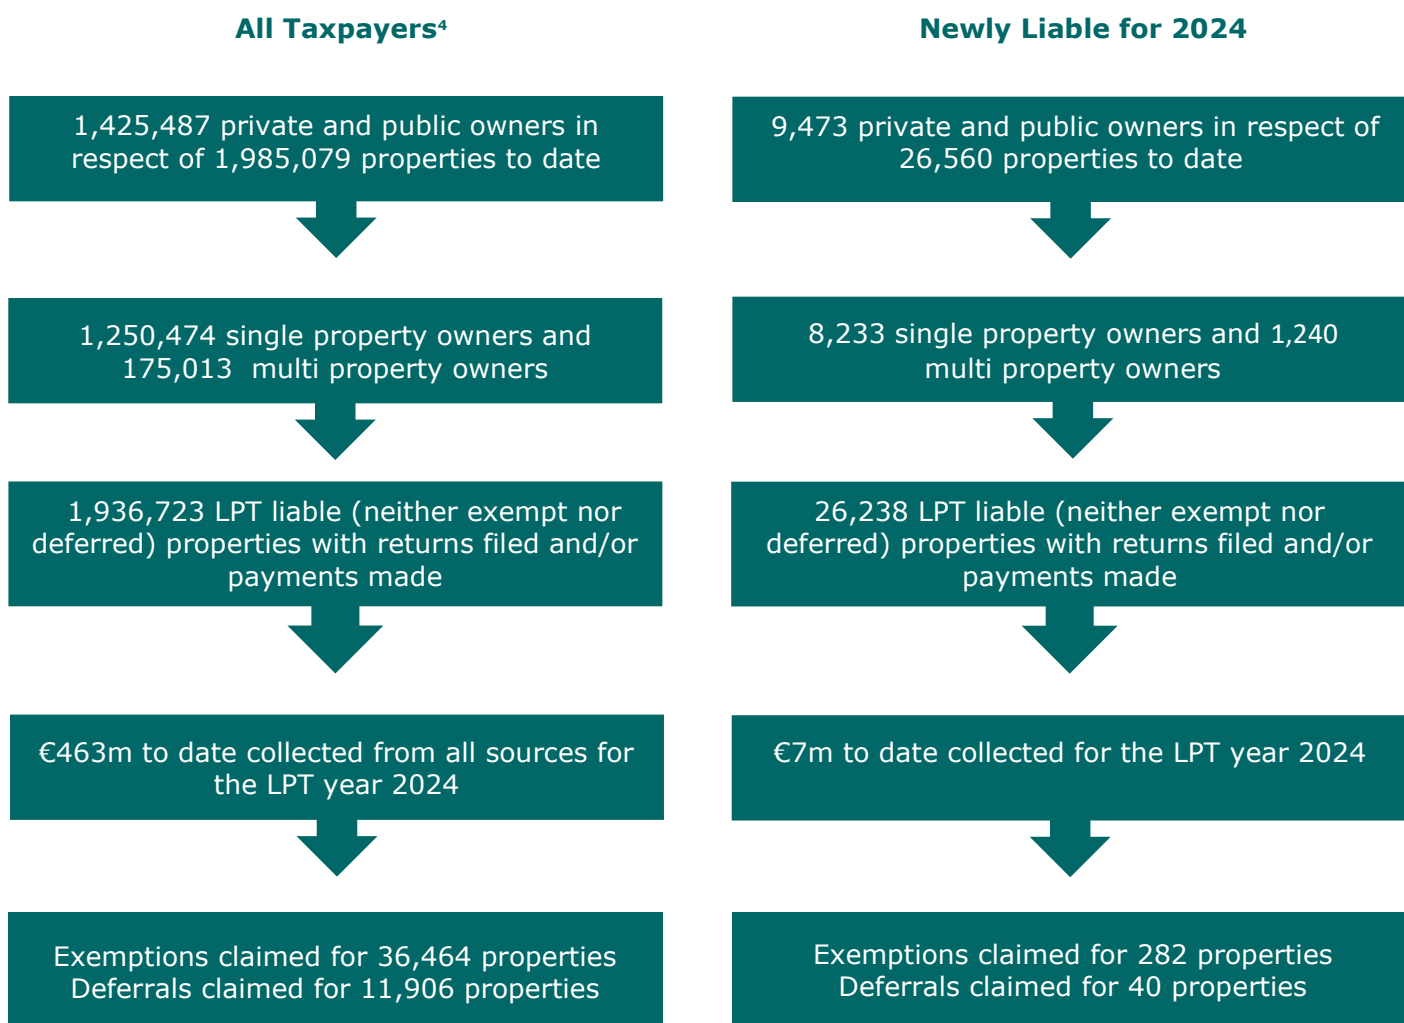 All Taxpayers⁴
1,425,487 private and public owners in
respect of 1,985,079 properties to date
1,250,474 single property owners and
175,013  multi property owners
1,936,723 LPT liable (neither exempt nor
deferred) properties with returns filed and/or
payments made
€463m to date collected from all sources for
the LPT year 2024
Exemptions claimed for 36,464 properties
Deferrals claimed for 11,906 properties
Newly Liable for 2024
9,473 private and public owners in respect of
26,560 properties to date
8,233 single property owners and 1,240
multi property owners
26,238 LPT liable (neither exempt nor
deferred) properties with returns filed and/or
payments made
€7m to date collected for the LPT year 2024
Exemptions claimed for 282 properties
Deferrals claimed for 40 properties